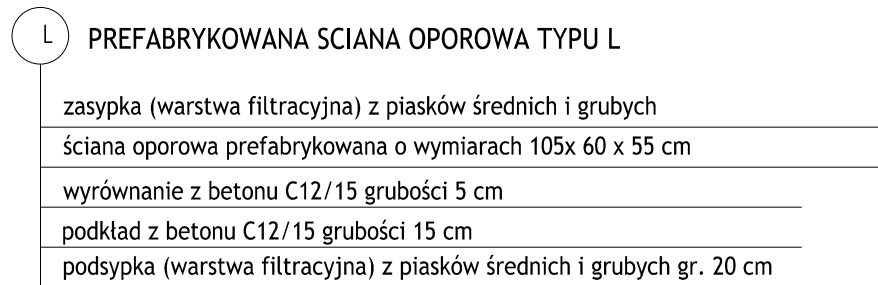 L PREFABRYKOWANA SCIANA OPOROWA TYPU L
zasypka (warstwa filtracyjna) z piasków średnich i grubych
ściana oporowa prefabrykowana o wymiarach 105x 60 x 55 cm
wyrównanie z betonu C12/15 grubości 5 cm
podkład z betonu C12/15 grubości 15 cm
podsypka (warstwa filtracyjna) z piasków średnich i grubych gr. 20 cm